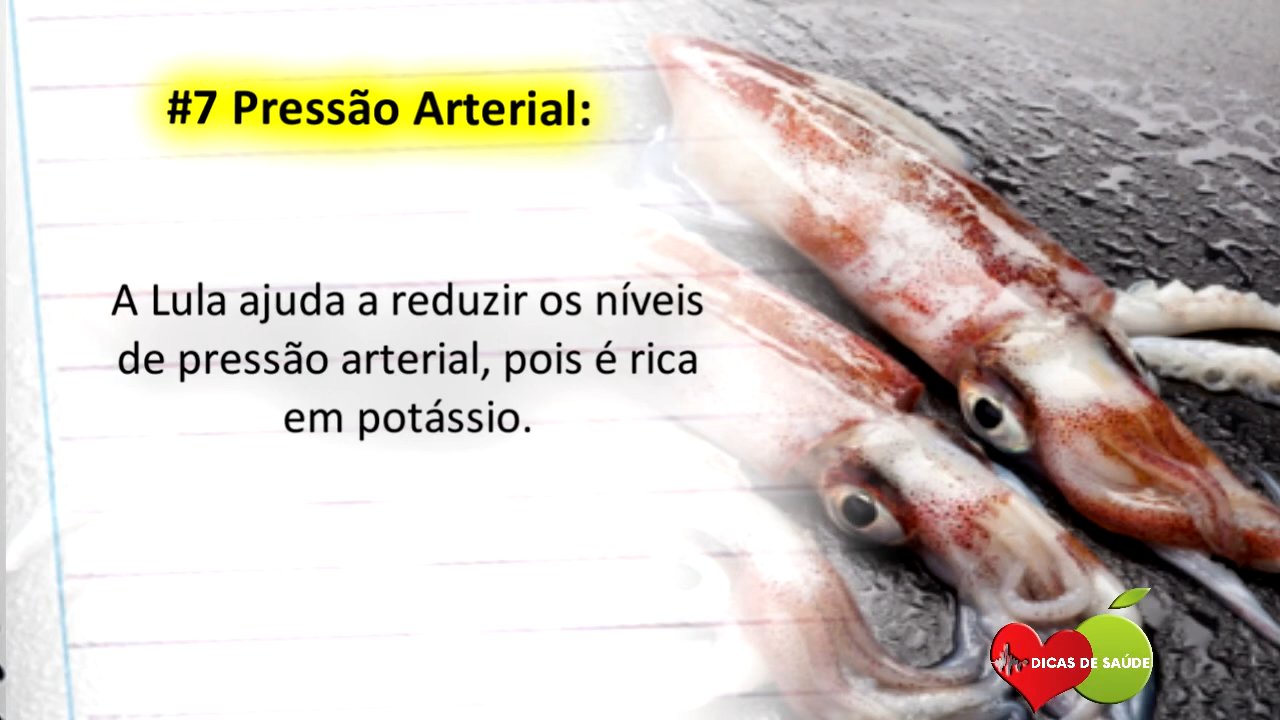 #7 Pressão Arterial:
A Lula ajuda a reduzir os níveis
de pressão arterial, pois é rica
em potássio.
DICAS DE SAÚDE